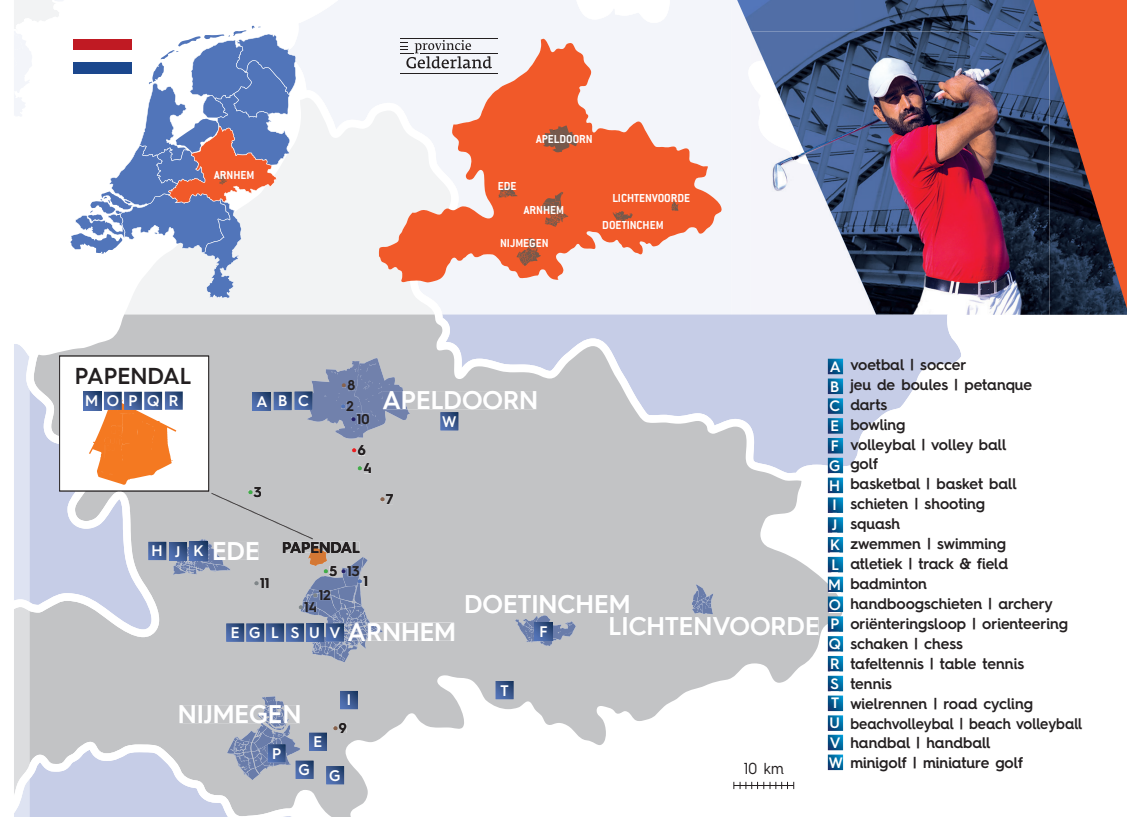 provincie
Gelderland
ARNHEM
APELDOORN
EDE
ARNHEM
LICHTENVOORDE
DOETINCHEM
NIJMEGEN
PAPENDAL
M O P Q R
A B C
8
2
10
APELDOORN
W
6
4
3
7
H J K EDE
PAPENDAL
5
13
1
11
12
14
E G L S U V ARNHEM
DOETINCHEM
F
LICHTENVOORDE
T
I
NIJMEGEN
9
P
E
G
G
10 km
A voetbal | soccer
B jeu de boules | petanque
C darts
E bowling
F volleybal | volley ball
G golf
H basketbal | basket ball
I schieten | shooting
J squash
K zwemmen | swimming
L atletiek | track & field
M badminton
O handboogschieten | archery
P oriënteringsloop | orienteering
Q schaken | chess
R tafeltennis | table tennis
S tennis
T wielrennen | road cycling
U beachvolleybal | beach volleyball
V handbal | handball
W minigolf | miniature golf